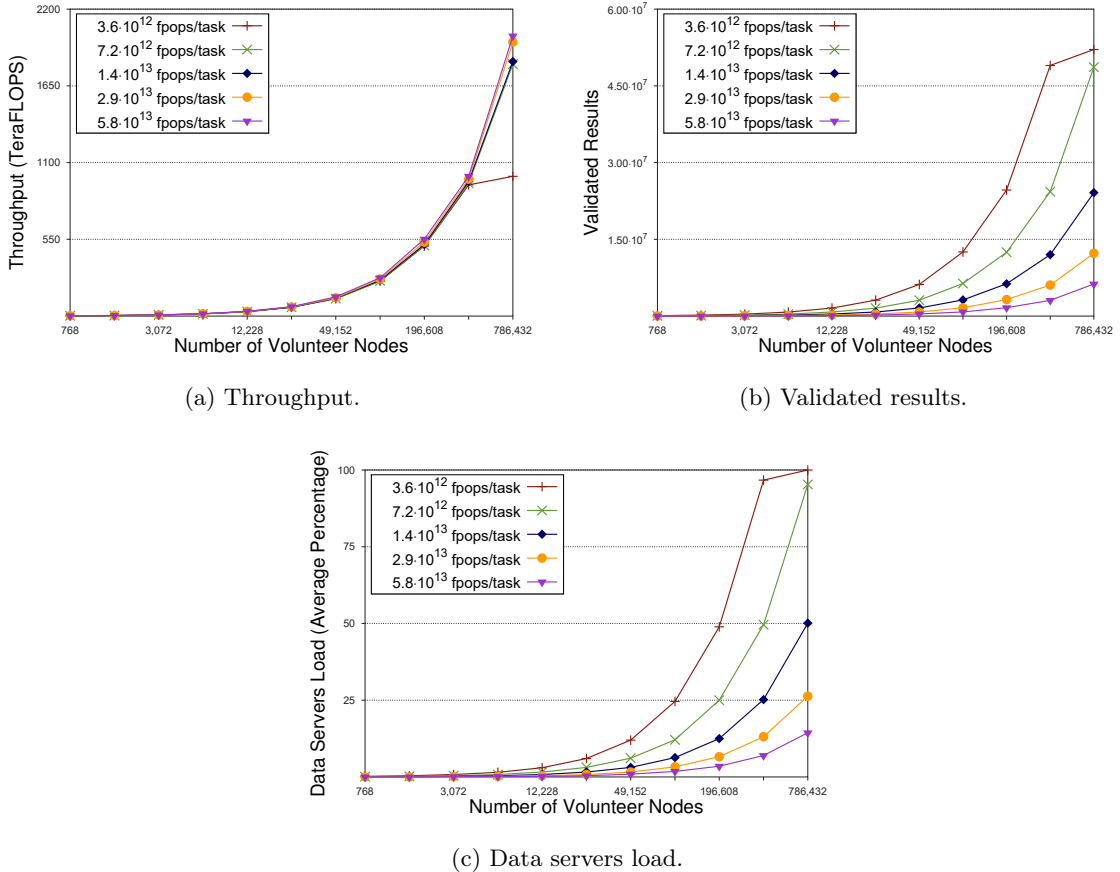 Throughput (TeraFLOPS)
2200
1650
1100
550
3.6·10^12 fpops/task
7.2·10^12 fpops/task
1.4·10^13 fpops/task
2.9·10^13 fpops/task
5.8·10^13 fpops/task
768
3,072
12,228
49,152
196,608
786,432
Number of Volunteer Nodes
(a) Throughput.
Validated Results
6.00·10^7
4.50·10^7
3.00·10^7
1.50·10^7
3.6·10^12 fpops/task
7.2·10^12 fpops/task
1.4·10^13 fpops/task
2.9·10^13 fpops/task
5.8·10^13 fpops/task
768
3,072
12,228
49,152
196,608
786,432
Number of Volunteer Nodes
(b) Validated results.
Data Servers Load (Average Percentage)
100
75
50
25
3.6·10^12 fpops/task
7.2·10^12 fpops/task
1.4·10^13 fpops/task
2.9·10^13 fpops/task
5.8·10^13 fpops/task
768
3,072
12,228
49,152
196,608
786,432
Number of Volunteer Nodes
(c) Data servers load.